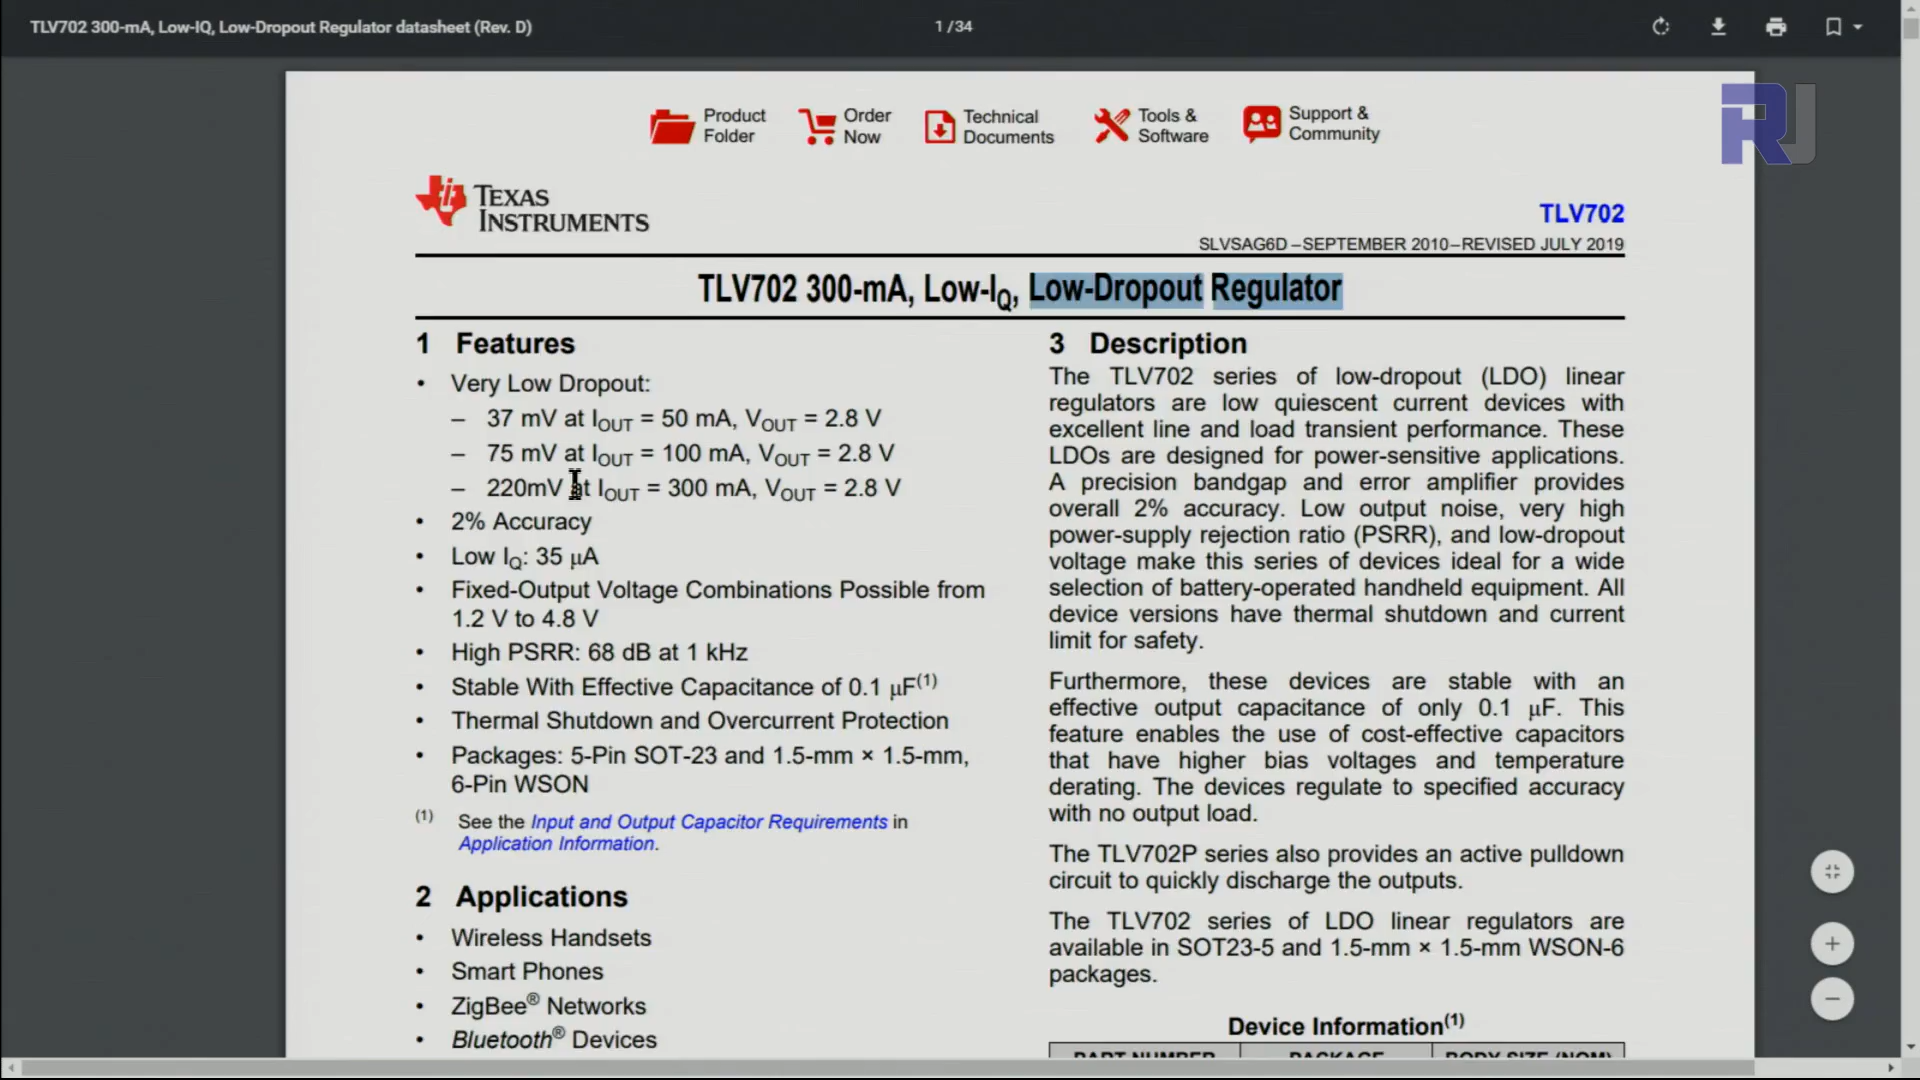 TLV702 300-mA, Low-IQ, Low-Dropout Regulator datasheet (Rev. D)
1 / 34
RJ
Product Folder
Order Now
Technical Documents
Tools & Software
Support & Community
TEXAS INSTRUMENTS
TLV702
SLVSAG6D –SEPTEMBER 2010–REVISED JULY 2019
TLV702 300-mA, Low-IQ, Low-Dropout Regulator
1 Features
• Very Low Dropout:
– 37 mV at IOUT = 50 mA, VOUT = 2.8 V
– 75 mV at IOUT = 100 mA, VOUT = 2.8 V
– 220mV at IOUT = 300 mA, VOUT = 2.8 V
• 2% Accuracy
• Low IQ: 35 μA
• Fixed-Output Voltage Combinations Possible from
1.2 V to 4.8 V
• High PSRR: 68 dB at 1 kHz
• Stable With Effective Capacitance of 0.1 μF(1)
• Thermal Shutdown and Overcurrent Protection
• Packages: 5-Pin SOT-23 and 1.5-mm × 1.5-mm,
6-Pin WSON
(1) See the Input and Output Capacitor Requirements in
Application Information.
2 Applications
• Wireless Handsets
• Smart Phones
• ZigBee® Networks
• Bluetooth® Devices
3 Description
The TLV702 series of low-dropout (LDO) linear
regulators are low quiescent current devices with
excellent line and load transient performance. These
LDOs are designed for power-sensitive applications.
A precision bandgap and error amplifier provides
overall 2% accuracy. Low output noise, very high
power-supply rejection ratio (PSRR), and low-dropout
voltage make this series of devices ideal for a wide
selection of battery-operated handheld equipment. All
device versions have thermal shutdown and current
limit for safety.
Furthermore, these devices are stable with an
effective output capacitance of only 0.1 μF. This
feature enables the use of cost-effective capacitors
that have higher bias voltages and temperature
derating. The devices regulate to specified accuracy
with no output load.
The TLV702P series also provides an active pulldown
circuit to quickly discharge the outputs.
The TLV702 series of LDO linear regulators are
available in SOT23-5 and 1.5-mm × 1.5-mm WSON-6
packages.
Device Information(1)
PART NUMBER PACKAGE BODY SIZE (NOM)